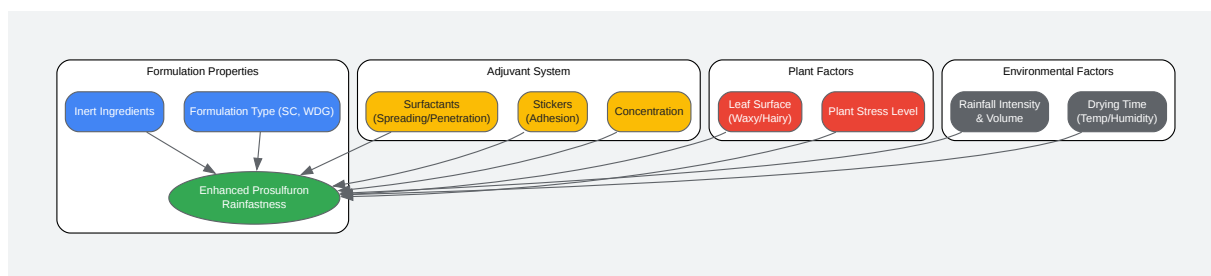 Formulation Properties
Adjuvant System
Plant Factors
Environmental Factors
Inert Ingredients
Formulation Type (SC, WDG)
Surfactants
(Spreading/Penetration)
Stickers
(Adhesion)
Concentration
Leaf Surface
(Waxy/Hairy)
Plant Stress Level
Rainfall Intensity
& Volume
Drying Time
(Temp/Humidity)
Enhanced Prosulfuron
Rainfastness